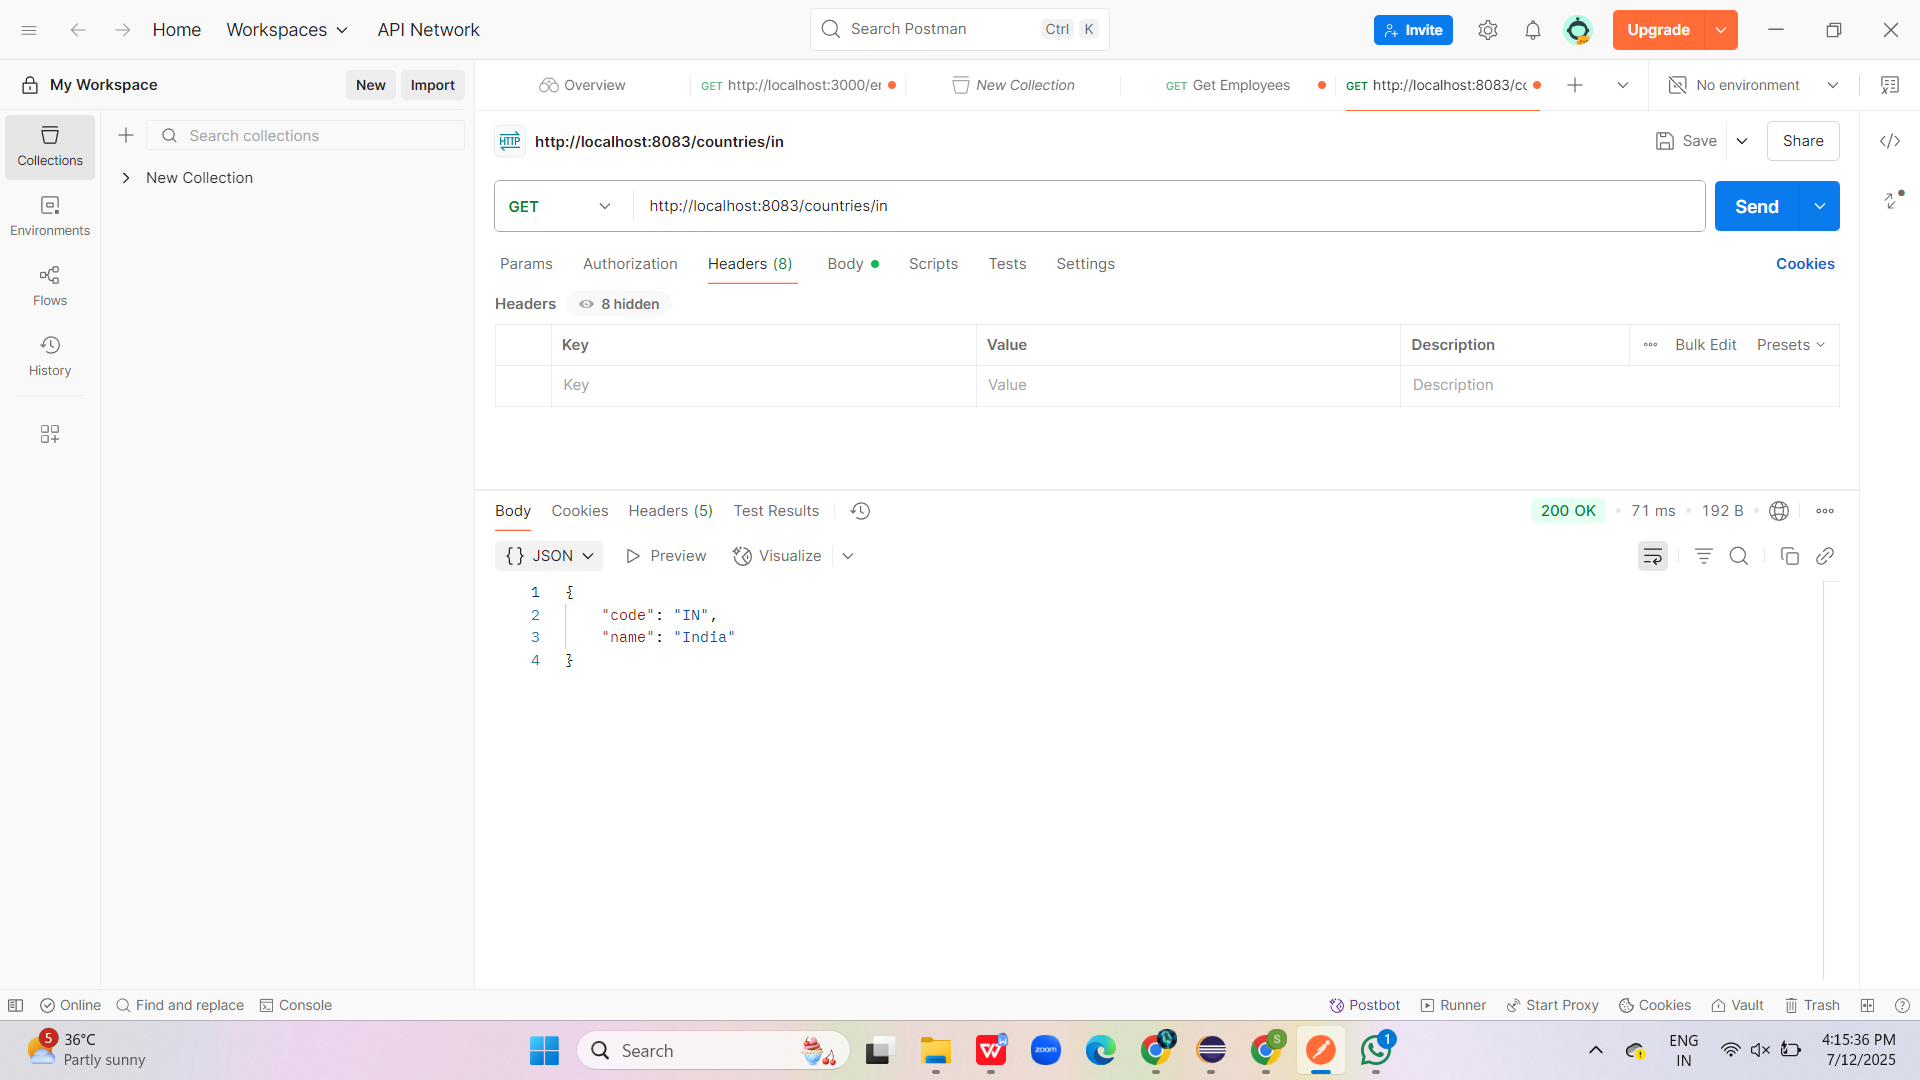 Home Workspaces API Network Search Postman Ctrl K Invite Upgrade
My Workspace New Import Overview GET http://localhost:3000/er New Collection GET Get Employees GET http://localhost:8083/cc No environment
Collections
Search collections
New Collection
Environments
Flows
History
HTTP http://localhost:8083/countries/in Save Share
GET http://localhost:8083/countries/in Send
Params Authorization Headers (8) Body Scripts Tests Settings Cookies
Headers 8 hidden
Key Value Description Bulk Edit Presets
Key Value Description
Body Cookies Headers (5) Test Results 200 OK 71 ms 192 B
{} JSON Preview Visualize
1 {
2 "code": "IN",
3 "name": "India"
4 }
Online Find and replace Console Postbot Runner Start Proxy Cookies Vault Trash
5 36°C
Partly sunny
Search
zoom
S
1
ENG
IN
4:15:36 PM
7/12/2025